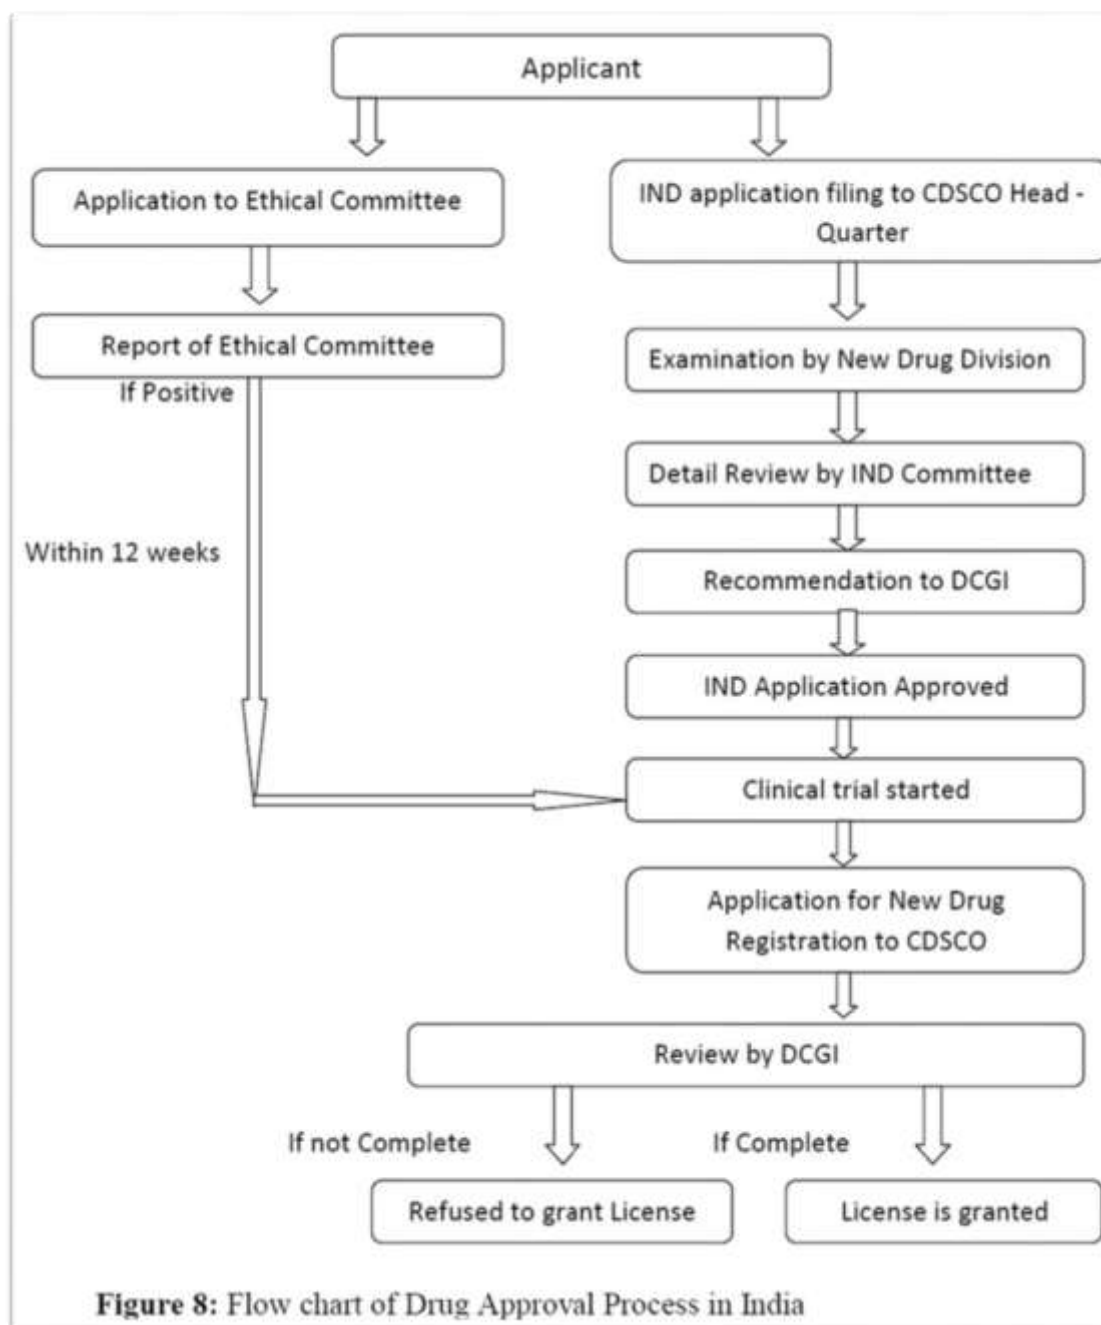 Applicant
Application to Ethical Committee
IND application filing to CDSCO Head -
Quarter
Report of Ethical Committee
If Positive
Within 12 weeks
Examination by New Drug Division
Detail Review by IND Committee
Recommendation to DCGI
IND Application Approved
Clinical trial started
Application for New Drug
Registration to CDSCO
Review by DCGI
If not Complete
If Complete
Refused to grant License
License is granted
Figure 8: Flow chart of Drug Approval Process in India